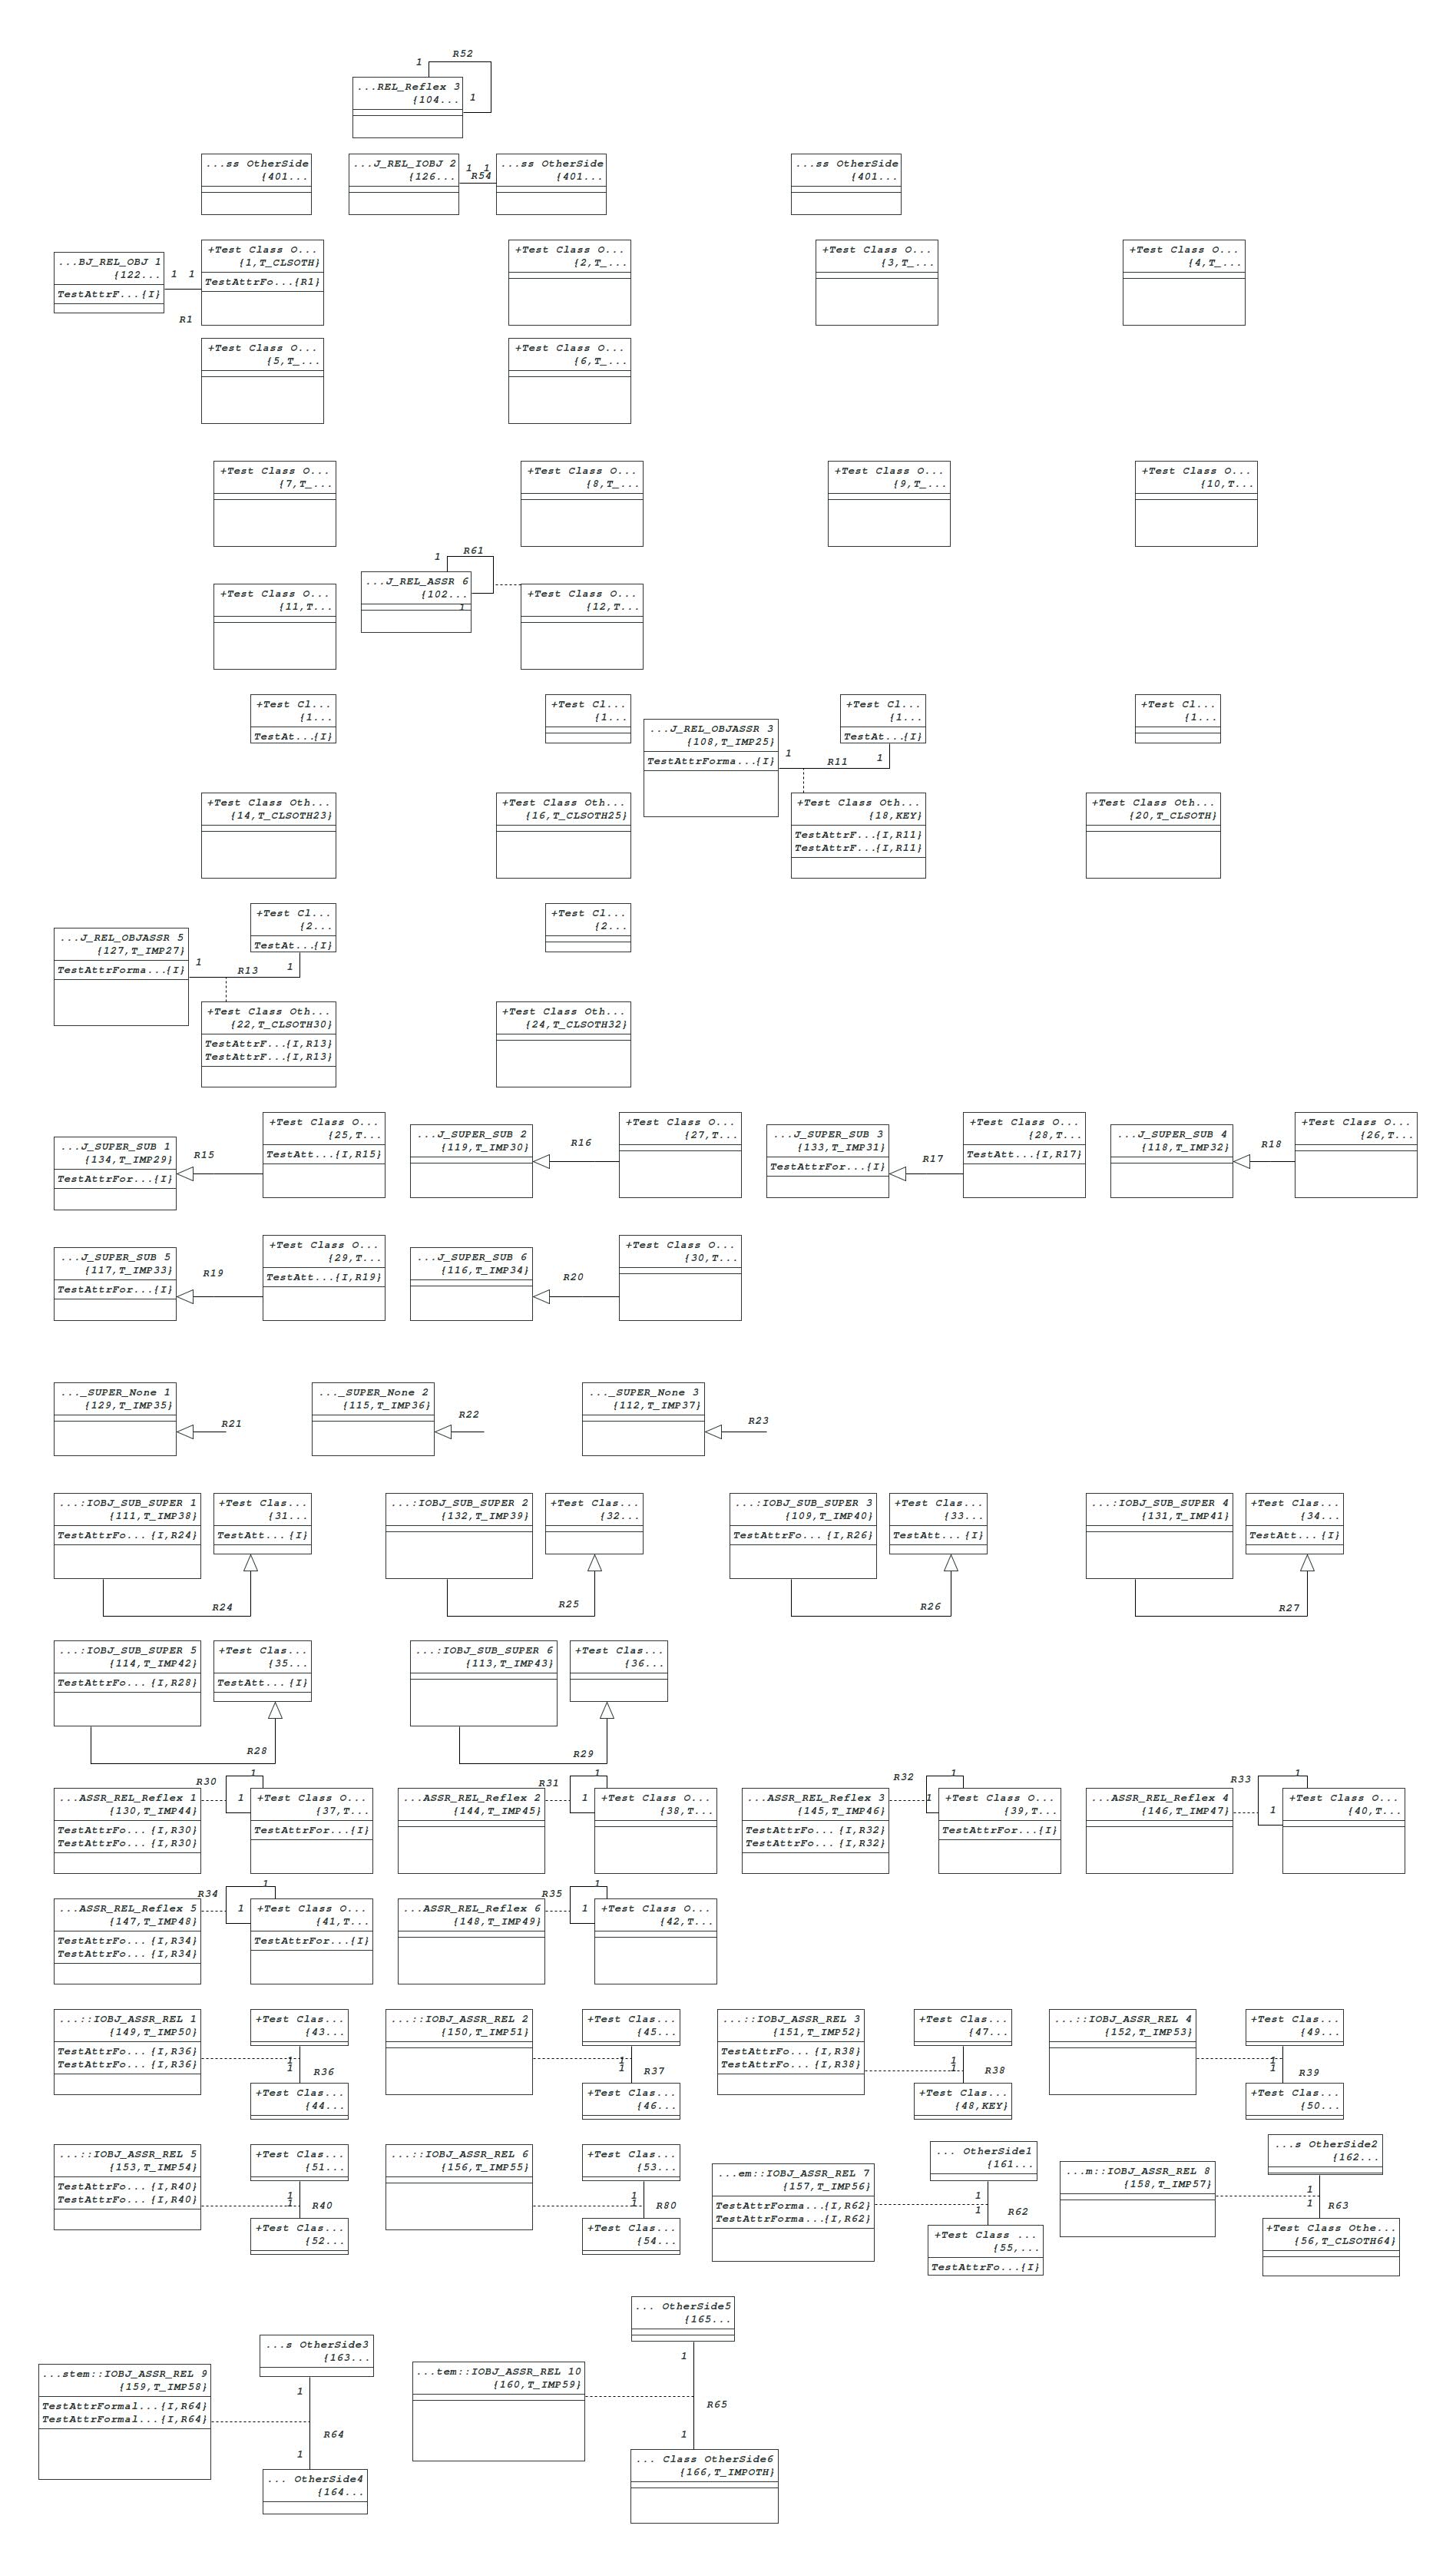 R52
1
...REL_Reflex 3
{104...
1
...ss OtherSide
{401...
...J_REL_IOBJ 2
{126...
1 1
R54
...ss OtherSide
{401...
...ss OtherSide
{401...
...BJ_REL_OBJ 1
{122...
TestAttrF...{I}
1 1
R1
+Test Class O...
{1,T_CLSOTH}
TestAttrFo...{R1}
+Test Class O...
{2,T_...
+Test Class O...
{3,T_...
+Test Class O...
{4,T_...
+Test Class O...
{5,T_...
+Test Class O...
{6,T_...
+Test Class O...
{7,T_...
+Test Class O...
{8,T_...
+Test Class O...
{9,T_...
+Test Class O...
{10,T...
+Test Class O...
{11,T...
R61
1
...J_REL_ASSR 6
{102...
1
+Test Class O...
{12,T...
+Test Cl...
{1...
TestAt...{I}
+Test Cl...
{1...
...J_REL_OBJASSR 3
{108,T_IMP25}
TestAttrForma...{I}
1
R11
1
+Test Cl...
{1...
TestAt...{I}
+Test Cl...
{1...
+Test Class Oth...
{14,T_CLSOTH23}
+Test Class Oth...
{16,T_CLSOTH25}
+Test Class Oth...
{18,KEY}
TestAttrF...{I,R11}
TestAttrF...{I,R11}
+Test Class Oth...
{20,T_CLSOTH}
...J_REL_OBJASSR 5
{127,T_IMP27}
TestAttrForma...{I}
1
R13
1
+Test Cl...
{2...
TestAt...{I}
+Test Cl...
{2...
+Test Class Oth...
{22,T_CLSOTH30}
TestAttrF...{I,R13}
TestAttrF...{I,R13}
+Test Class Oth...
{24,T_CLSOTH32}
...J_SUPER_SUB 1
{134,T_IMP29}
TestAttrFor...{I}
R15
+Test Class O...
{25,T...
TestAtt...{I,R15}
...J_SUPER_SUB 2
{119,T_IMP30}
R16
+Test Class O...
{27,T...
...J_SUPER_SUB 3
{133,T_IMP31}
TestAttrFor...{I}
R17
+Test Class O...
{28,T...
TestAtt...{I,R17}
...J_SUPER_SUB 4
{118,T_IMP32}
R18
+Test Class O...
{26,T...
...J_SUPER_SUB 5
{117,T_IMP33}
TestAttrFor...{I}
R19
+Test Class O...
{29,T...
TestAtt...{I,R19}
...J_SUPER_SUB 6
{116,T_IMP34}
R20
+Test Class O...
{30,T...
..._SUPER_None 1
{129,T_IMP35}
R21
..._SUPER_None 2
{115,T_IMP36}
R22
..._SUPER_None 3
{112,T_IMP37}
R23
...:IOBJ_SUB_SUPER 1
{111,T_IMP38}
TestAttrFo...{I,R24}
+Test Clas...
{31...
TestAtt...{I}
R24
...:IOBJ_SUB_SUPER 2
{132,T_IMP39}
+Test Clas...
{32...
R25
...:IOBJ_SUB_SUPER 3
{109,T_IMP40}
TestAttrFo...{I,R26}
+Test Clas...
{33...
TestAtt...{I}
R26
...:IOBJ_SUB_SUPER 4
{131,T_IMP41}
+Test Clas...
{34...
TestAtt...{I}
R27
...:IOBJ_SUB_SUPER 5
{114,T_IMP42}
TestAttrFo...{I,R28}
+Test Clas...
{35...
TestAtt...{I}
R28
...:IOBJ_SUB_SUPER 6
{113,T_IMP43}
+Test Clas...
{36...
R29
...ASSR_REL_Reflex 1
{130,T_IMP44}
TestAttrFo...{I,R30}
TestAttrFo...{I,R30}
R30
1
1
+Test Class O...
{37,T...
TestAttrFor...{I}
...ASSR_REL_Reflex 2
{144,T_IMP45}
R31
1
1
+Test Class O...
{38,T...
...ASSR_REL_Reflex 3
{145,T_IMP46}
TestAttrFo...{I,R32}
TestAttrFo...{I,R32}
R32
1
1
+Test Class O...
{39,T...
TestAttrFor...{I}
...ASSR_REL_Reflex 4
{146,T_IMP47}
R33
1
1
+Test Class O...
{40,T...
...ASSR_REL_Reflex 5
{147,T_IMP48}
TestAttrFo...{I,R34}
TestAttrFo...{I,R34}
R34
1
1
+Test Class O...
{41,T...
TestAttrFor...{I}
...ASSR_REL_Reflex 6
{148,T_IMP49}
R35
1
1
+Test Class O...
{42,T...
...::IOBJ_ASSR_REL 1
{149,T_IMP50}
TestAttrFo...{I,R36}
TestAttrFo...{I,R36}
+Test Clas...
{43...
1
1
R36
+Test Clas...
{44...
...::IOBJ_ASSR_REL 2
{150,T_IMP51}
+Test Clas...
{45...
1
1
R37
+Test Clas...
{46...
...::IOBJ_ASSR_REL 3
{151,T_IMP52}
TestAttrFo...{I,R38}
TestAttrFo...{I,R38}
+Test Clas...
{47...
1
1
R38
+Test Clas...
{48,KEY}
...::IOBJ_ASSR_REL 4
{152,T_IMP53}
+Test Clas...
{49...
1
1
R39
+Test Clas...
{50...
...::IOBJ_ASSR_REL 5
{153,T_IMP54}
TestAttrFo...{I,R40}
TestAttrFo...{I,R40}
+Test Clas...
{51...
1
1
R40
+Test Clas...
{52...
...::IOBJ_ASSR_REL 6
{156,T_IMP55}
+Test Clas...
{53...
1
1
R80
+Test Clas...
{54...
...em::IOBJ_ASSR_REL 7
{157,T_IMP56}
TestAttrForma...{I,R62}
TestAttrForma...{I,R62}
... OtherSide1
{161...
1
1
R62
+Test Class ...
{55,...
TestAttrFo...{I}
...m::IOBJ_ASSR_REL 8
{158,T_IMP57}
...s OtherSide2
{162...
1
1
R63
+Test Class Othe...
{56,T_CLSOTH64}
...stem::IOBJ_ASSR_REL 9
{159,T_IMP58}
TestAttrFormal...{I,R64}
TestAttrFormal...{I,R64}
...s OtherSide3
{163...
1
R64
1
... OtherSide4
{164...
...tem::IOBJ_ASSR_REL 10
{160,T_IMP59}
... OtherSide5
{165...
1
R65
1
... Class OtherSide6
{166,T_IMPOTH}